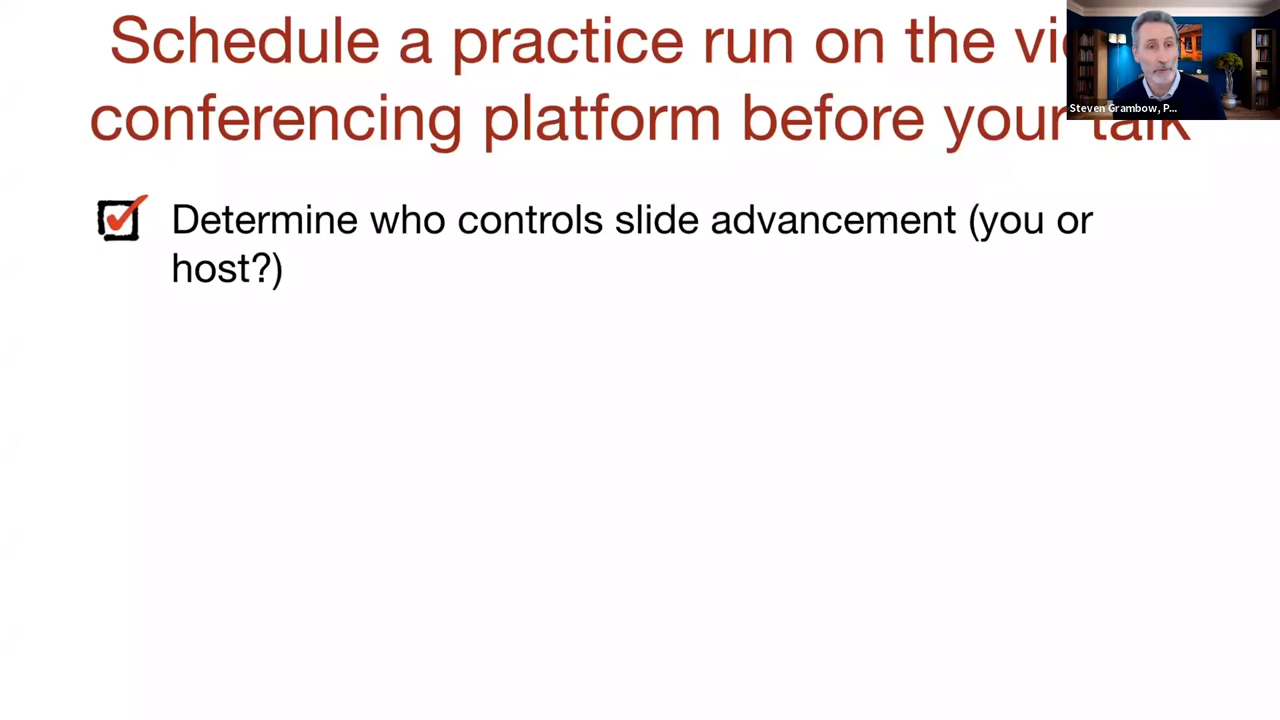 Schedule a practice run on the
conferencing platform before your talk
Steven Grambow, P...
Determine who controls slide advancement (you or
host?)